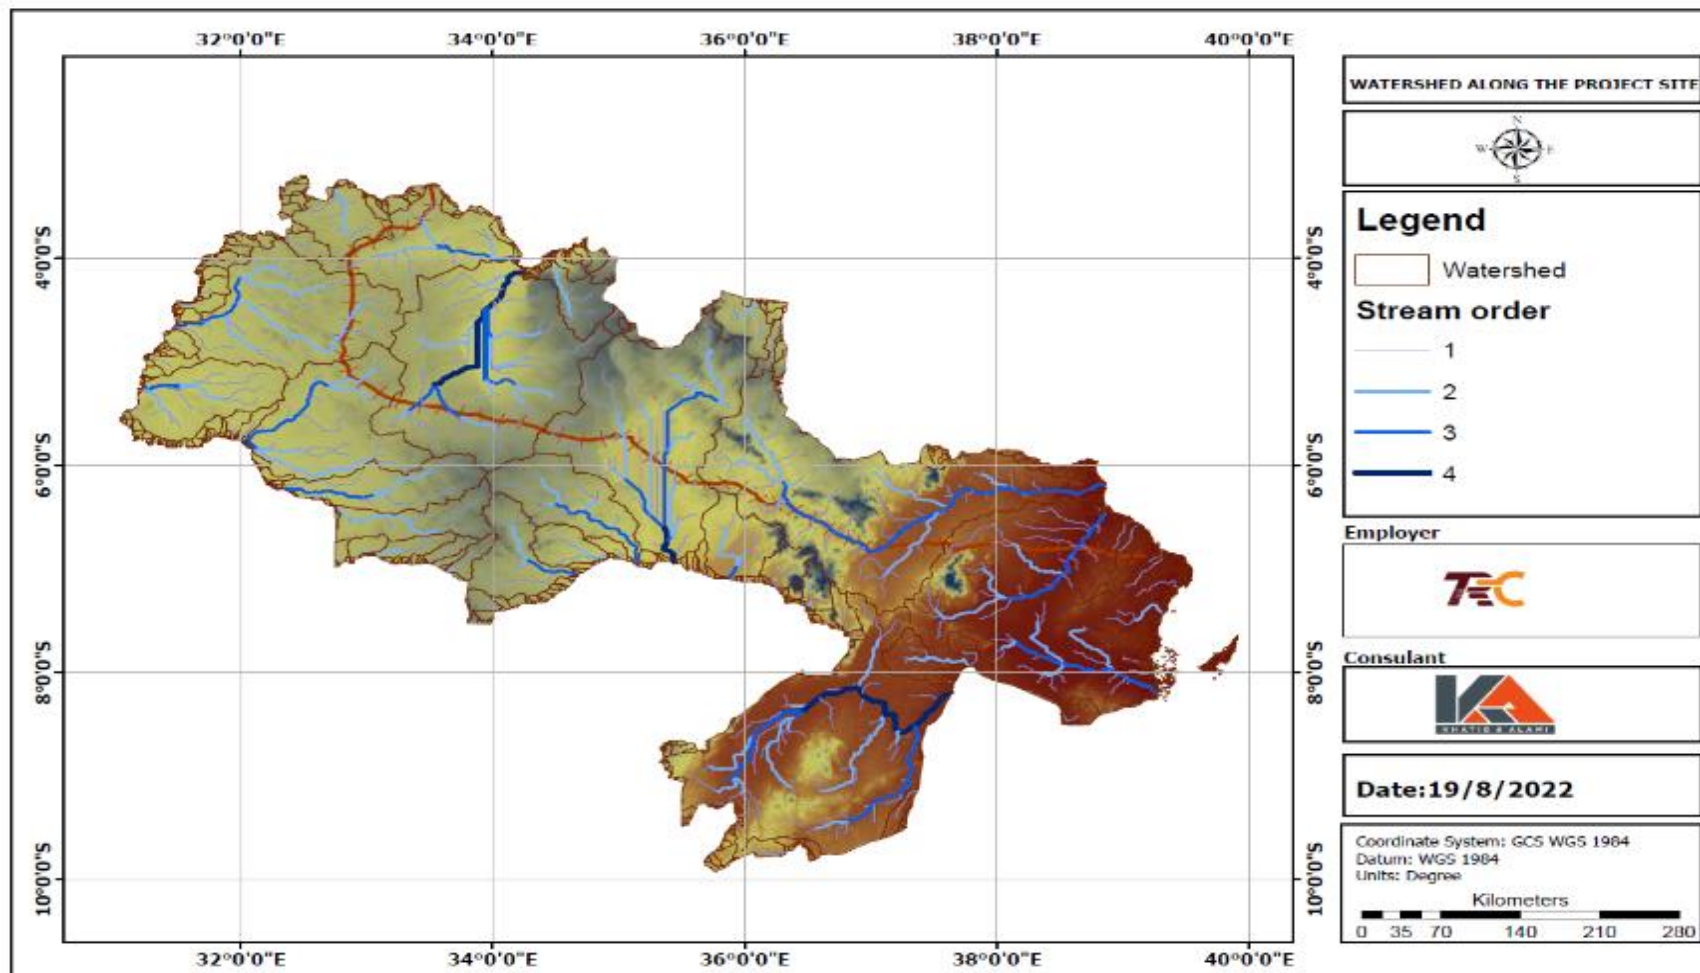 32°0'0"E 34°0'0"E 36°0'0"E 38°0'0"E 40°0'0"E
WATERSHED ALONG THE PROJECT SITE
N
W E
S
4°0'0"S 4°0'0"S
6°0'0"S 6°0'0"S
8°0'0"S 8°0'0"S
10°0'0"S 10°0'0"S
Legend
Watershed
Stream order
1
2
3
4
Employer
TRC
Consulant
KHATIB & ALAMI
Date:19/8/2022
Coordinate System: GCS WGS 1984
Datum: WGS 1984
Units: Degree
Kilometers
0 35 70 140 210 280
32°0'0"E 34°0'0"E 36°0'0"E 38°0'0"E 40°0'0"E